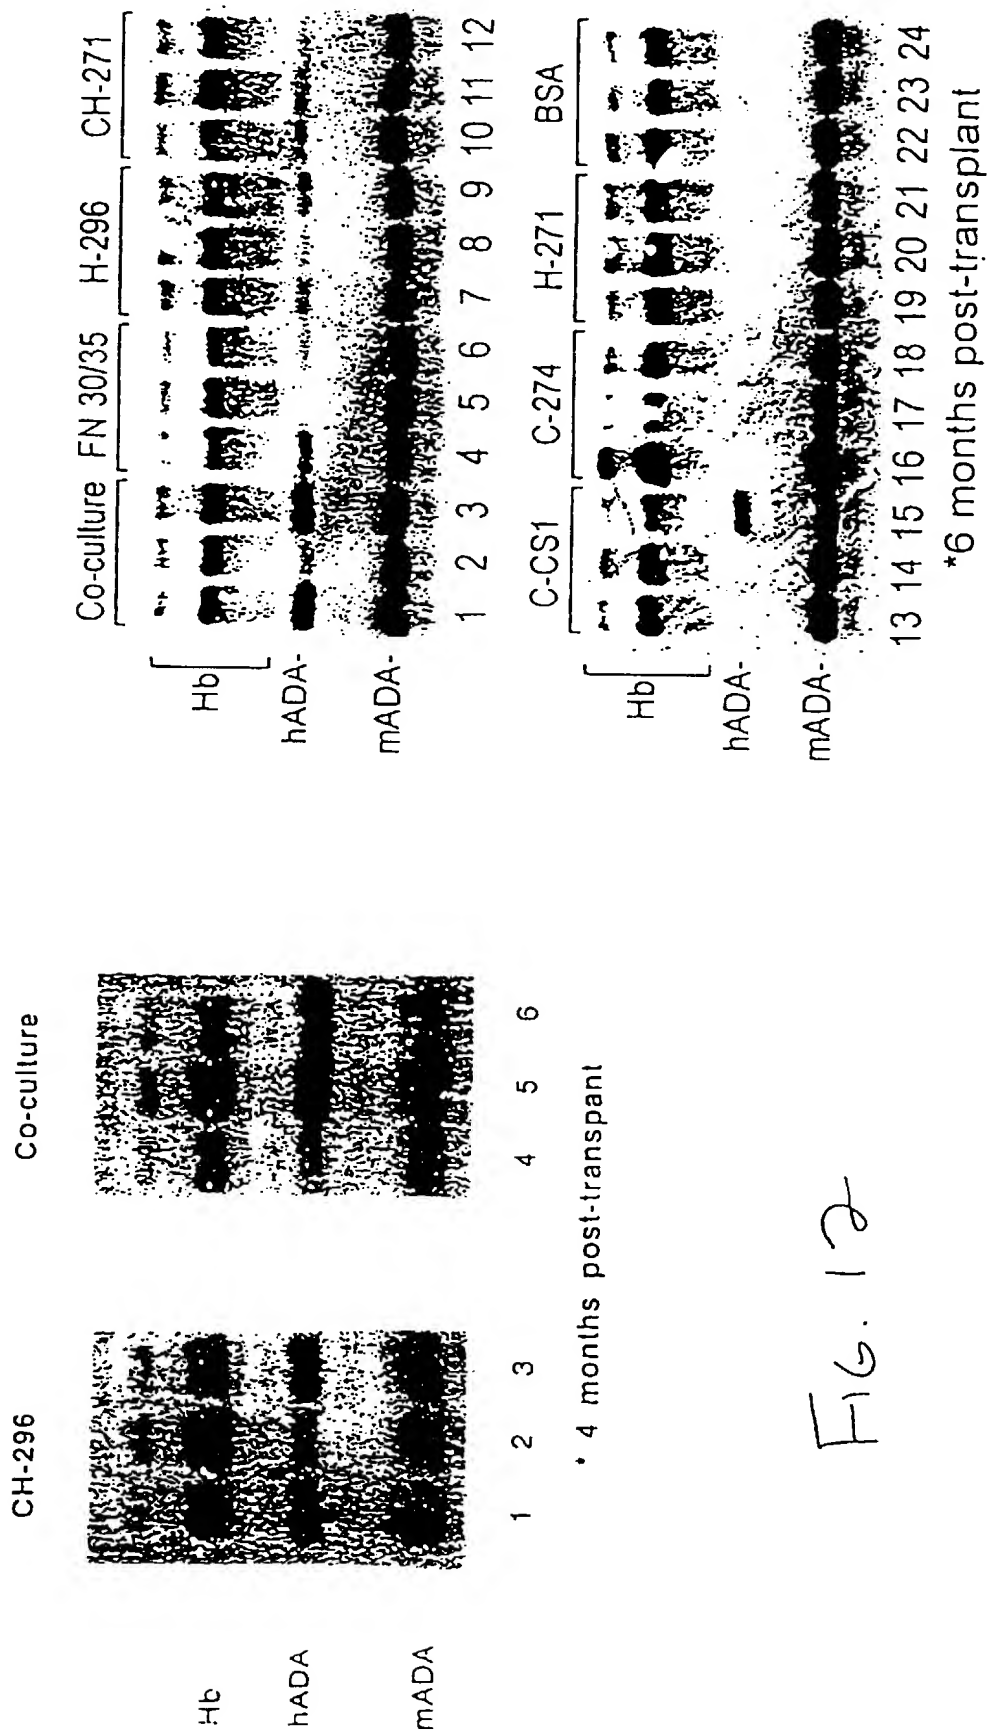 CH-296
Co-culture
Hb
hADA
mADA
1 2 3
4 5 6
* 4 months post-transpant
FIG. 12
Co-culture FN 30/35 H-296 CH-271
Hb
hADA-
mADA-
1 2 3 4 5 6 7 8 9 10 11 12
C-CS1 C-274 H-271 BSA
Hb
hADA-
mADA-
13 14 15 16 17 18 19 20 21 22 23 24
*6 months post-transplant